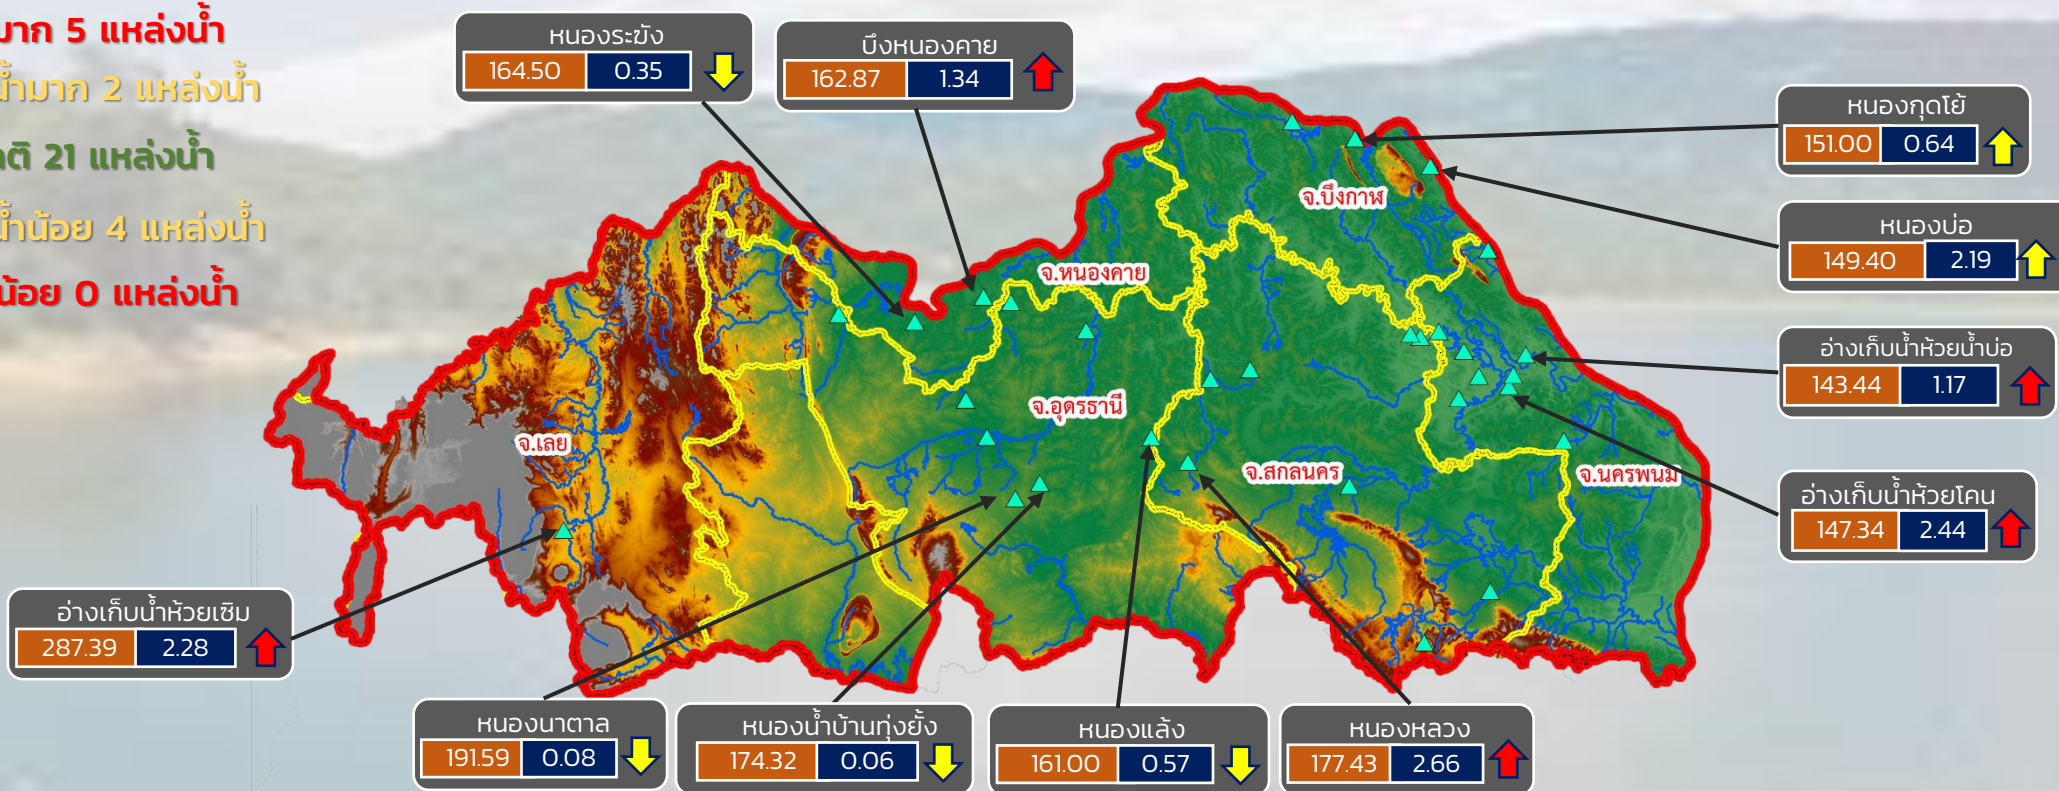 มาก 5 แหล่งน้ำ
น้ำมาก 2 แหล่งน้ำ
21 แหล่งน้ำ
น้ำน้อย 4 แหล่งน้ำ
น้อย 0 แหล่งน้ำ
หนองระฆัง
164.50 0.35
บึงหนองคาย
162.87 1.34
หนองกุดโย้
151.00 0.64
หนองบ่อ
149.40 2.19
อ่างเก็บน้ำห้วยน้ำบ่อ
143.44 1.17
อ่างเก็บน้ำห้วยโคน
147.34 2.44
จ.บึงกาฬ
จ.หนองคาย
จ.อุดรธานี
จ.เลย
จ.สกลนคร
จ.นครพนม
อ่างเก็บน้ำห้วยเซิม
287.39 2.28
หนองนาตาล
191.59 0.08
หนองน้ำบ้านทุ่งยั้ง
174.32 0.06
หนองแล้ง
161.00 0.57
หนองหลวง
177.43 2.66